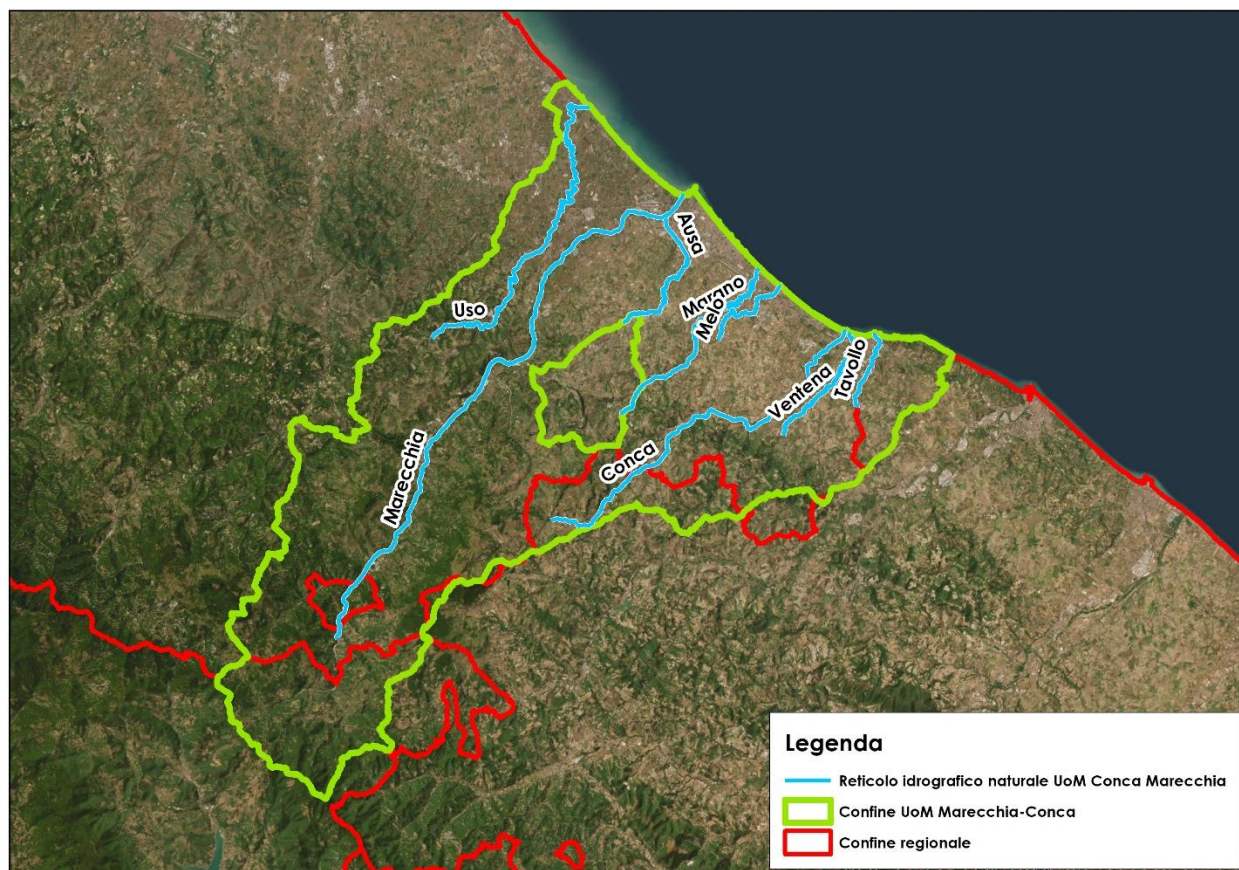 Ausa
Marano
Melo
Uso
Tavollo
Ventena
Marecchia
Conca
Legenda
Reticolo idrografico naturale UoM Conca Marecchia
Confine UoM Marecchia-Conca
Confine regionale